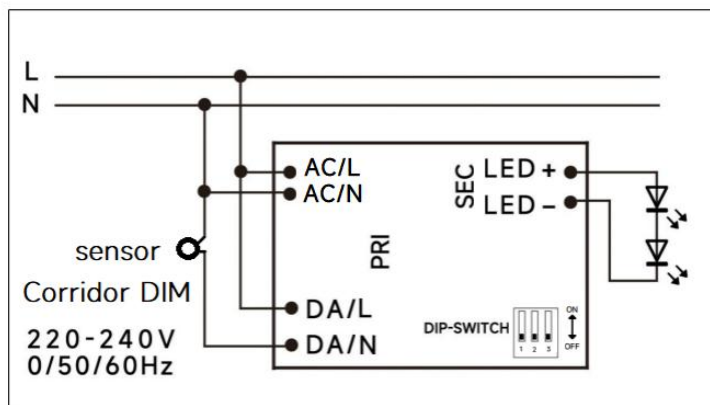 L
N
AC/L
AC/N
PRI
SEC
LED +
LED -
sensor
Corridor DIM
220-240V
0/50/60Hz
DA/L
DA/N
DIP-SWITCH
ON
OFF
1 2 3